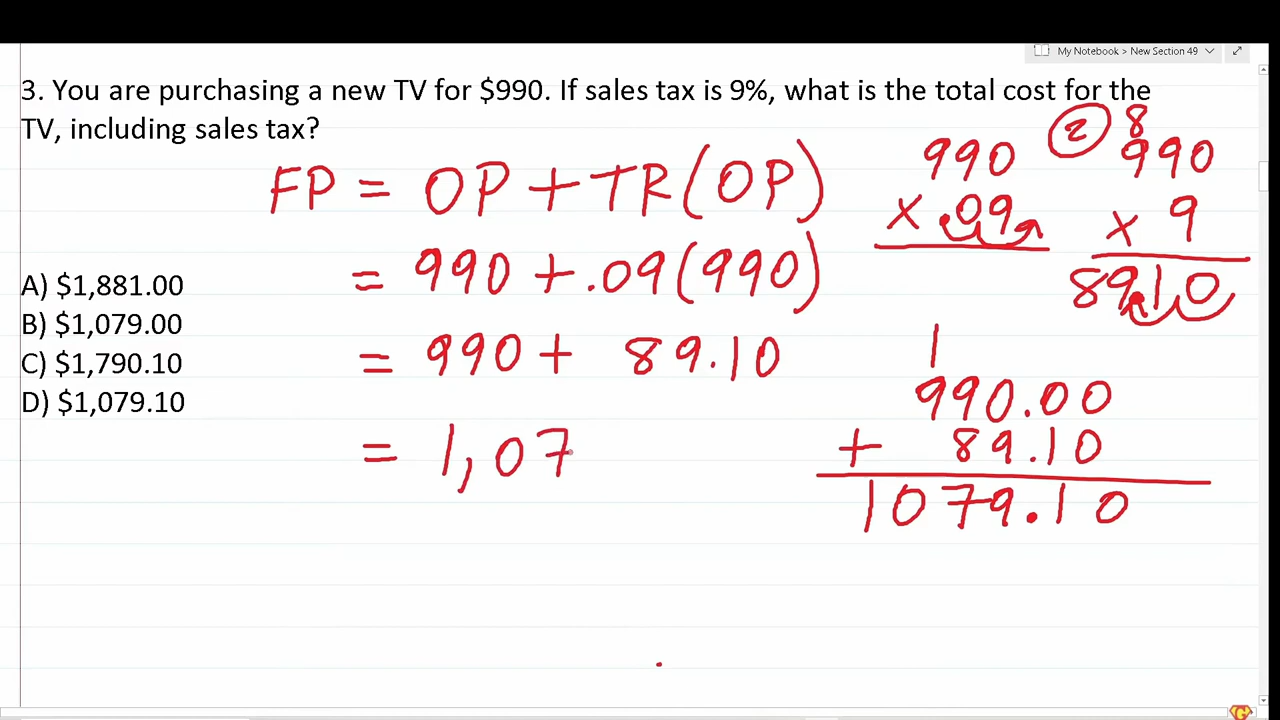 My Notebook > New Section 49
3. You are purchasing a new TV for $990. If sales tax is 9%, what is the total cost for the
TV, including sales tax?
FP = OP + TR(OP)
= 990 + .09(990)
= 990 + 89.10
= 1,07
A) $1,881.00
B) $1,079.00
C) $1,790.10
D) $1,079.10
990
x .09
2
8
990
x 9
8910
1
990.00
+ 89.10
1079.10